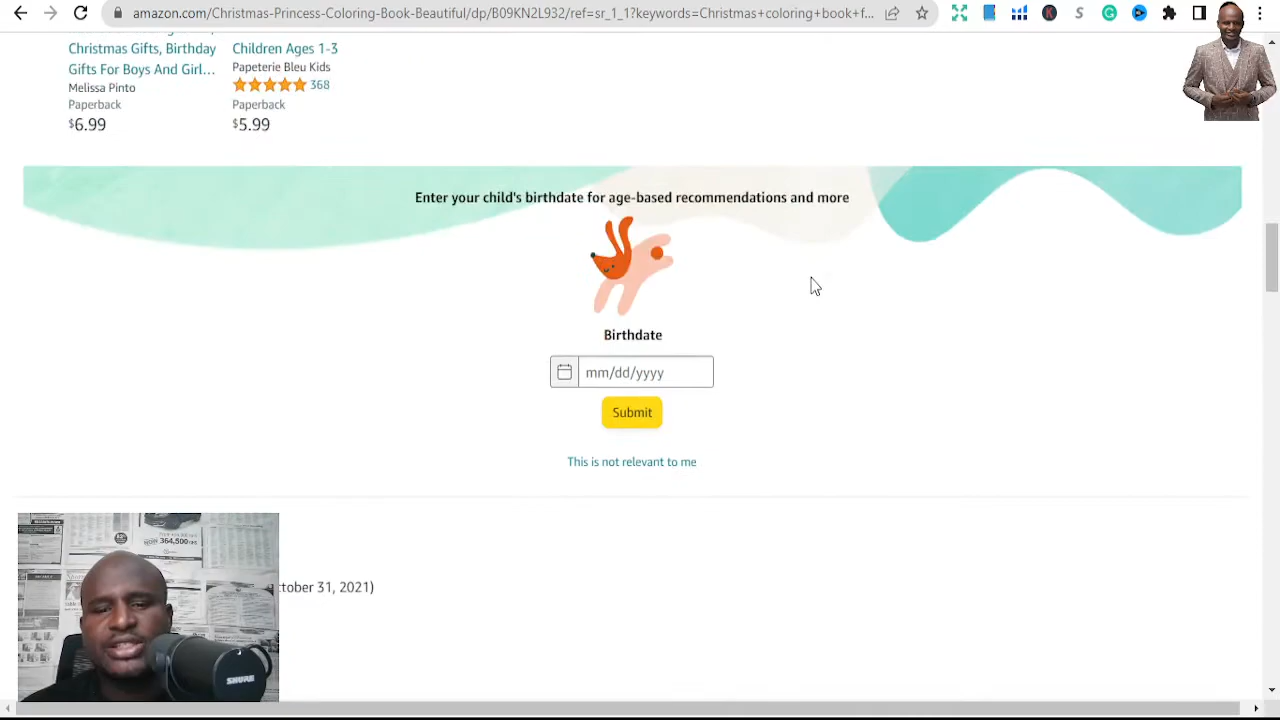 amazon.com/Christmas-Princess-Coloring-Book-Beautiful/dp/B09KN2L932/ref=sr_1_1?keywords=Christmas+coloring+book+f...
Christmas Gifts, Birthday
Gifts For Boys And Girl...
Melissa Pinto
Paperback
$6.99
Children Ages 1-3
Papeterie Bleu Kids
368
Paperback
$5.99
Enter your child's birthdate for age-based recommendations and more
Birthdate
mm/dd/yyyy
Submit
This is not relevant to me
tober 31, 2021)
364,500
SHURE